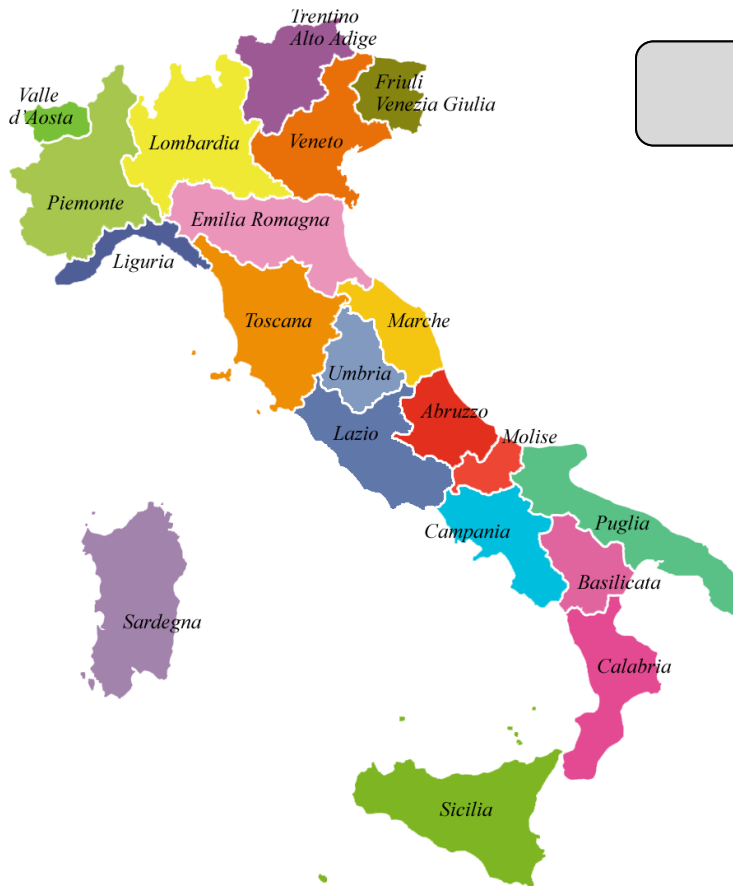 Trentino
Alto Adige
Friuli
Venezia Giulia
Valle
d'Aosta
Lombardia
Veneto
Piemonte
Emilia Romagna
Liguria
Toscana
Marche
Umbria
Abruzzo
Lazio
Molise
Campania
Puglia
Basilicata
Sardegna
Calabria
Sicilia